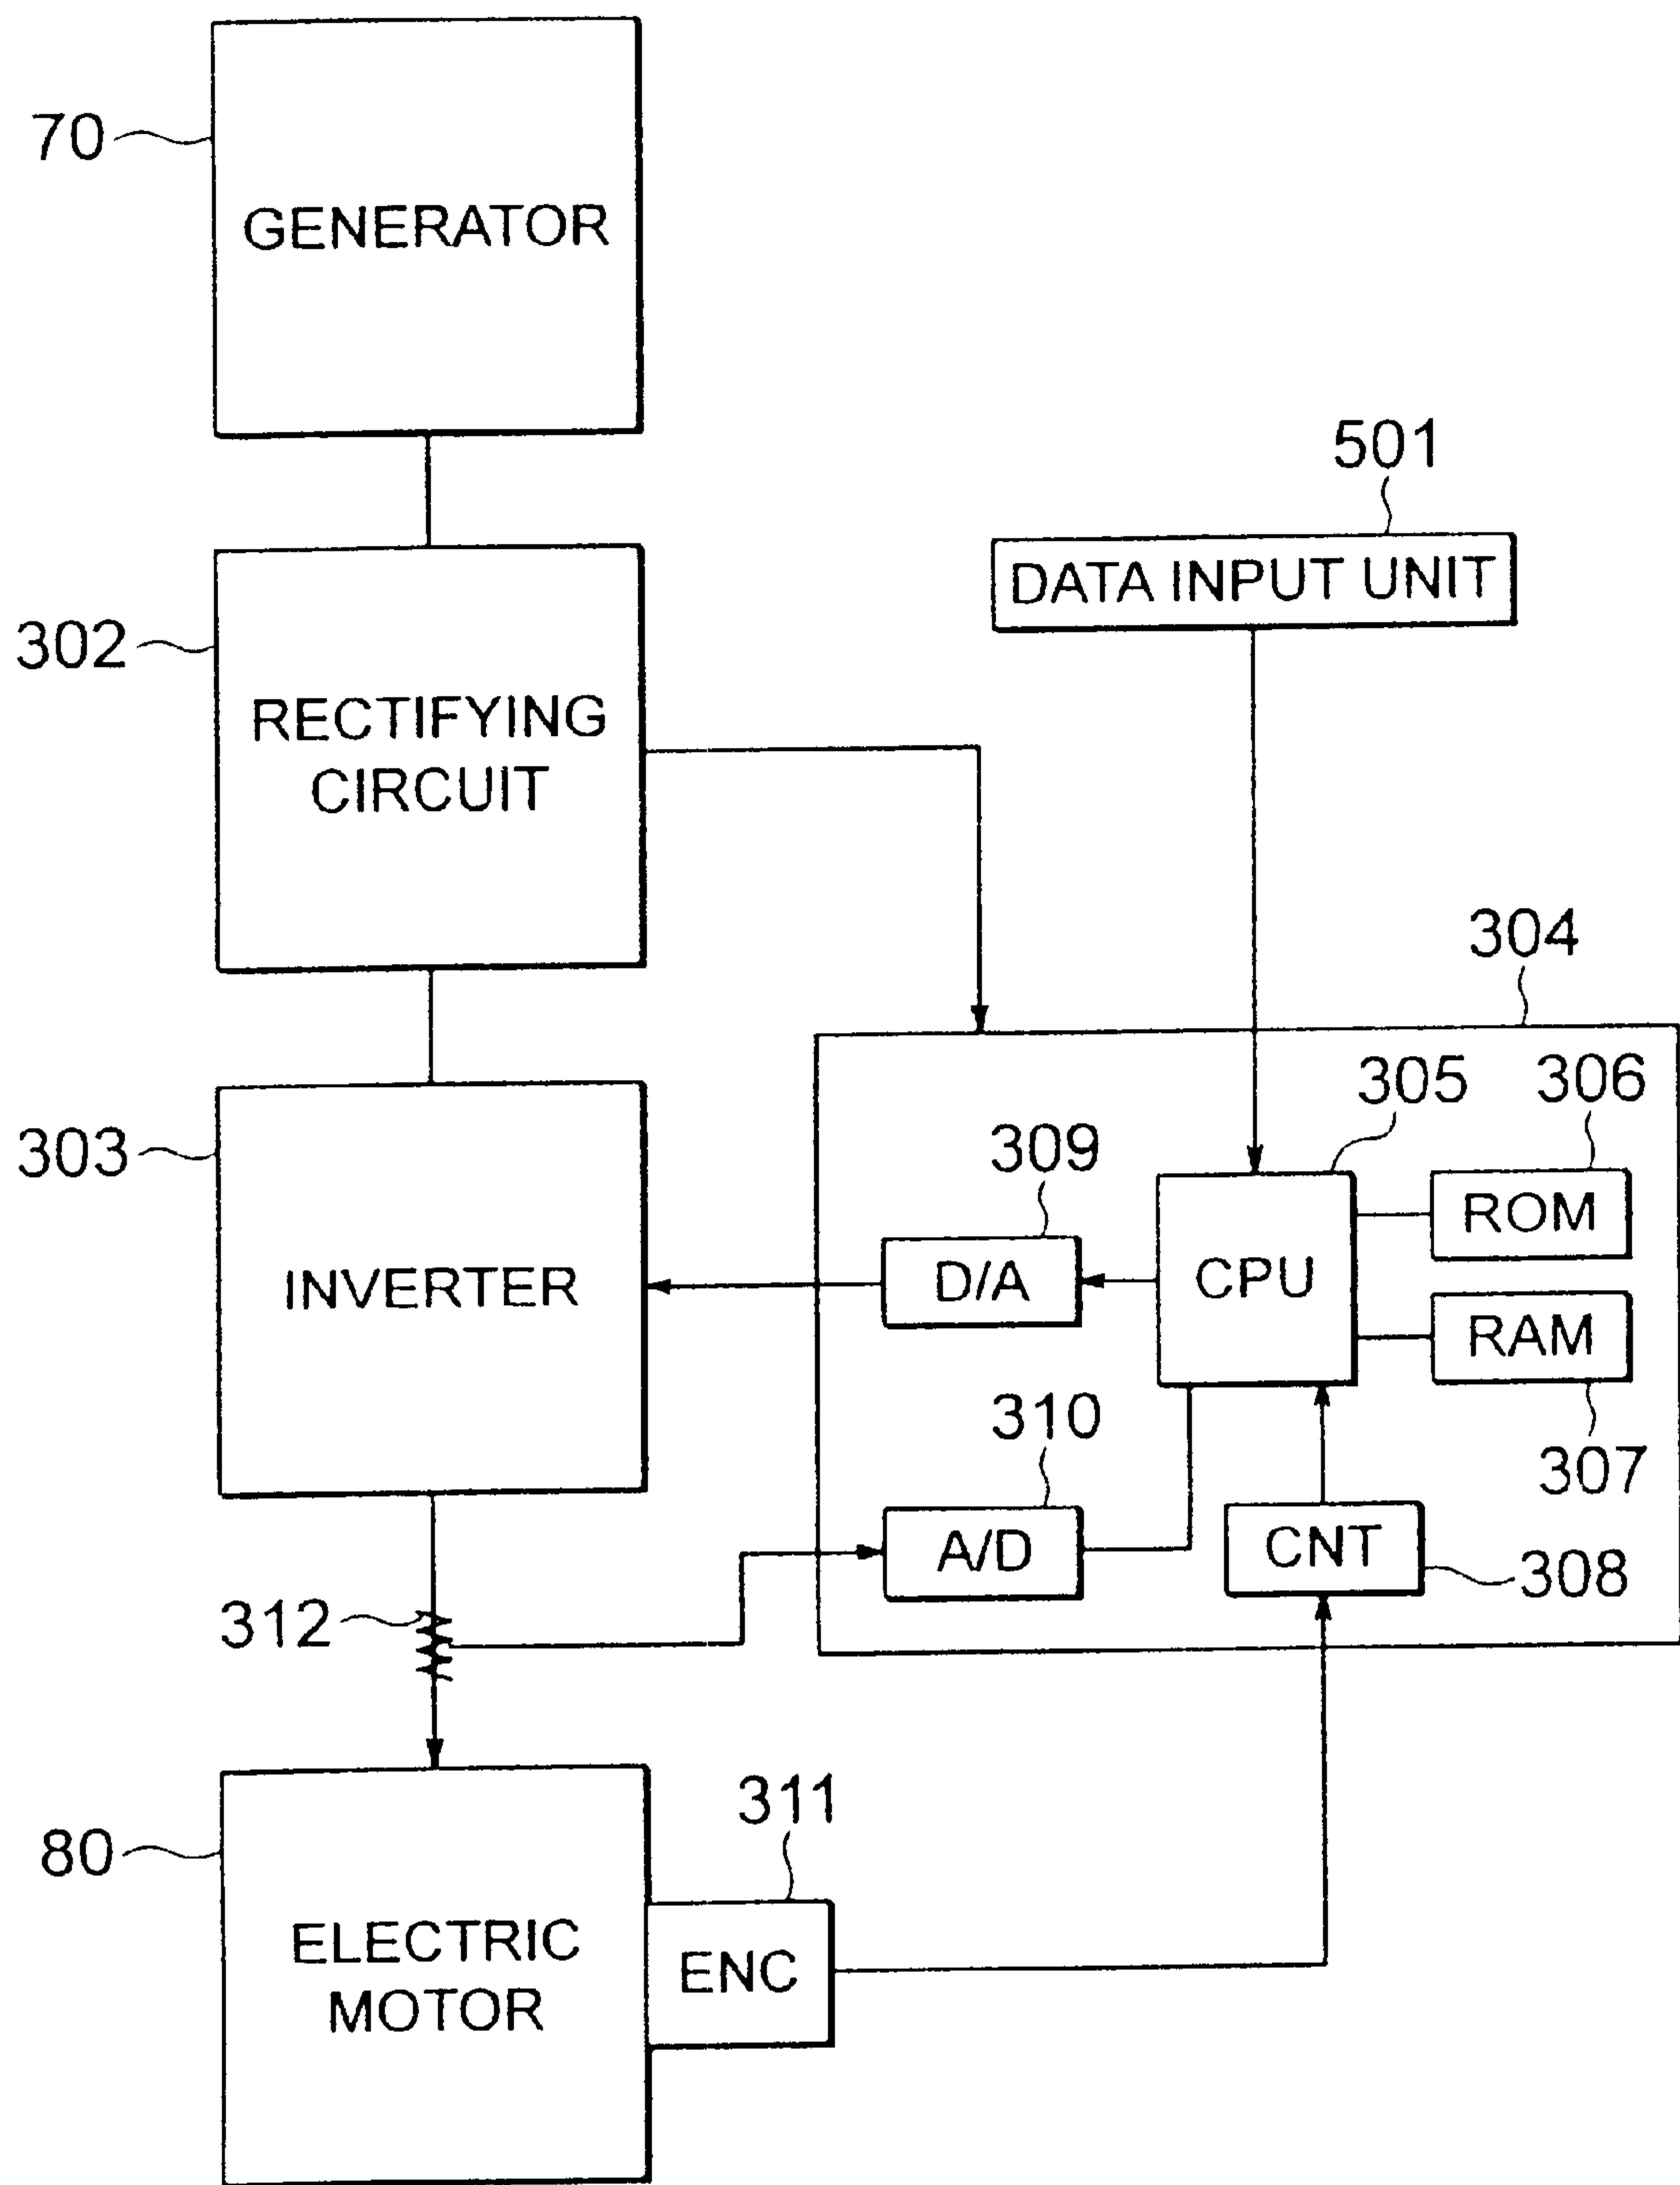 70
GENERATOR
501
DATA INPUT UNIT
302
RECTIFYING
CIRCUIT
304
305
306
303
309
ROM
INVERTER
D/A
CPU
RAM
310
307
A/D
CNT
308
312
311
80
ELECTRIC
MOTOR
ENC